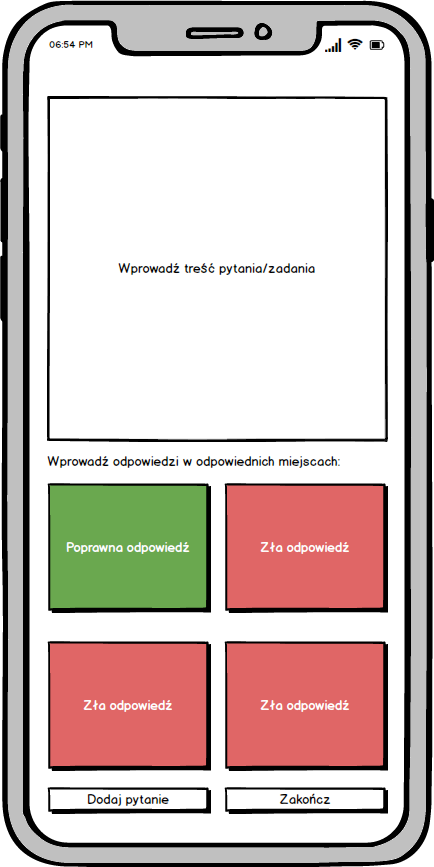 06:54 PM
Wprowadź treść pytania/zadania
Wprowadź odpowiedzi w odpowiednich miejscach:
Poprawna odpowiedź
Zła odpowiedź
Zła odpowiedź
Zła odpowiedź
Dodaj pytanie
Zakończ